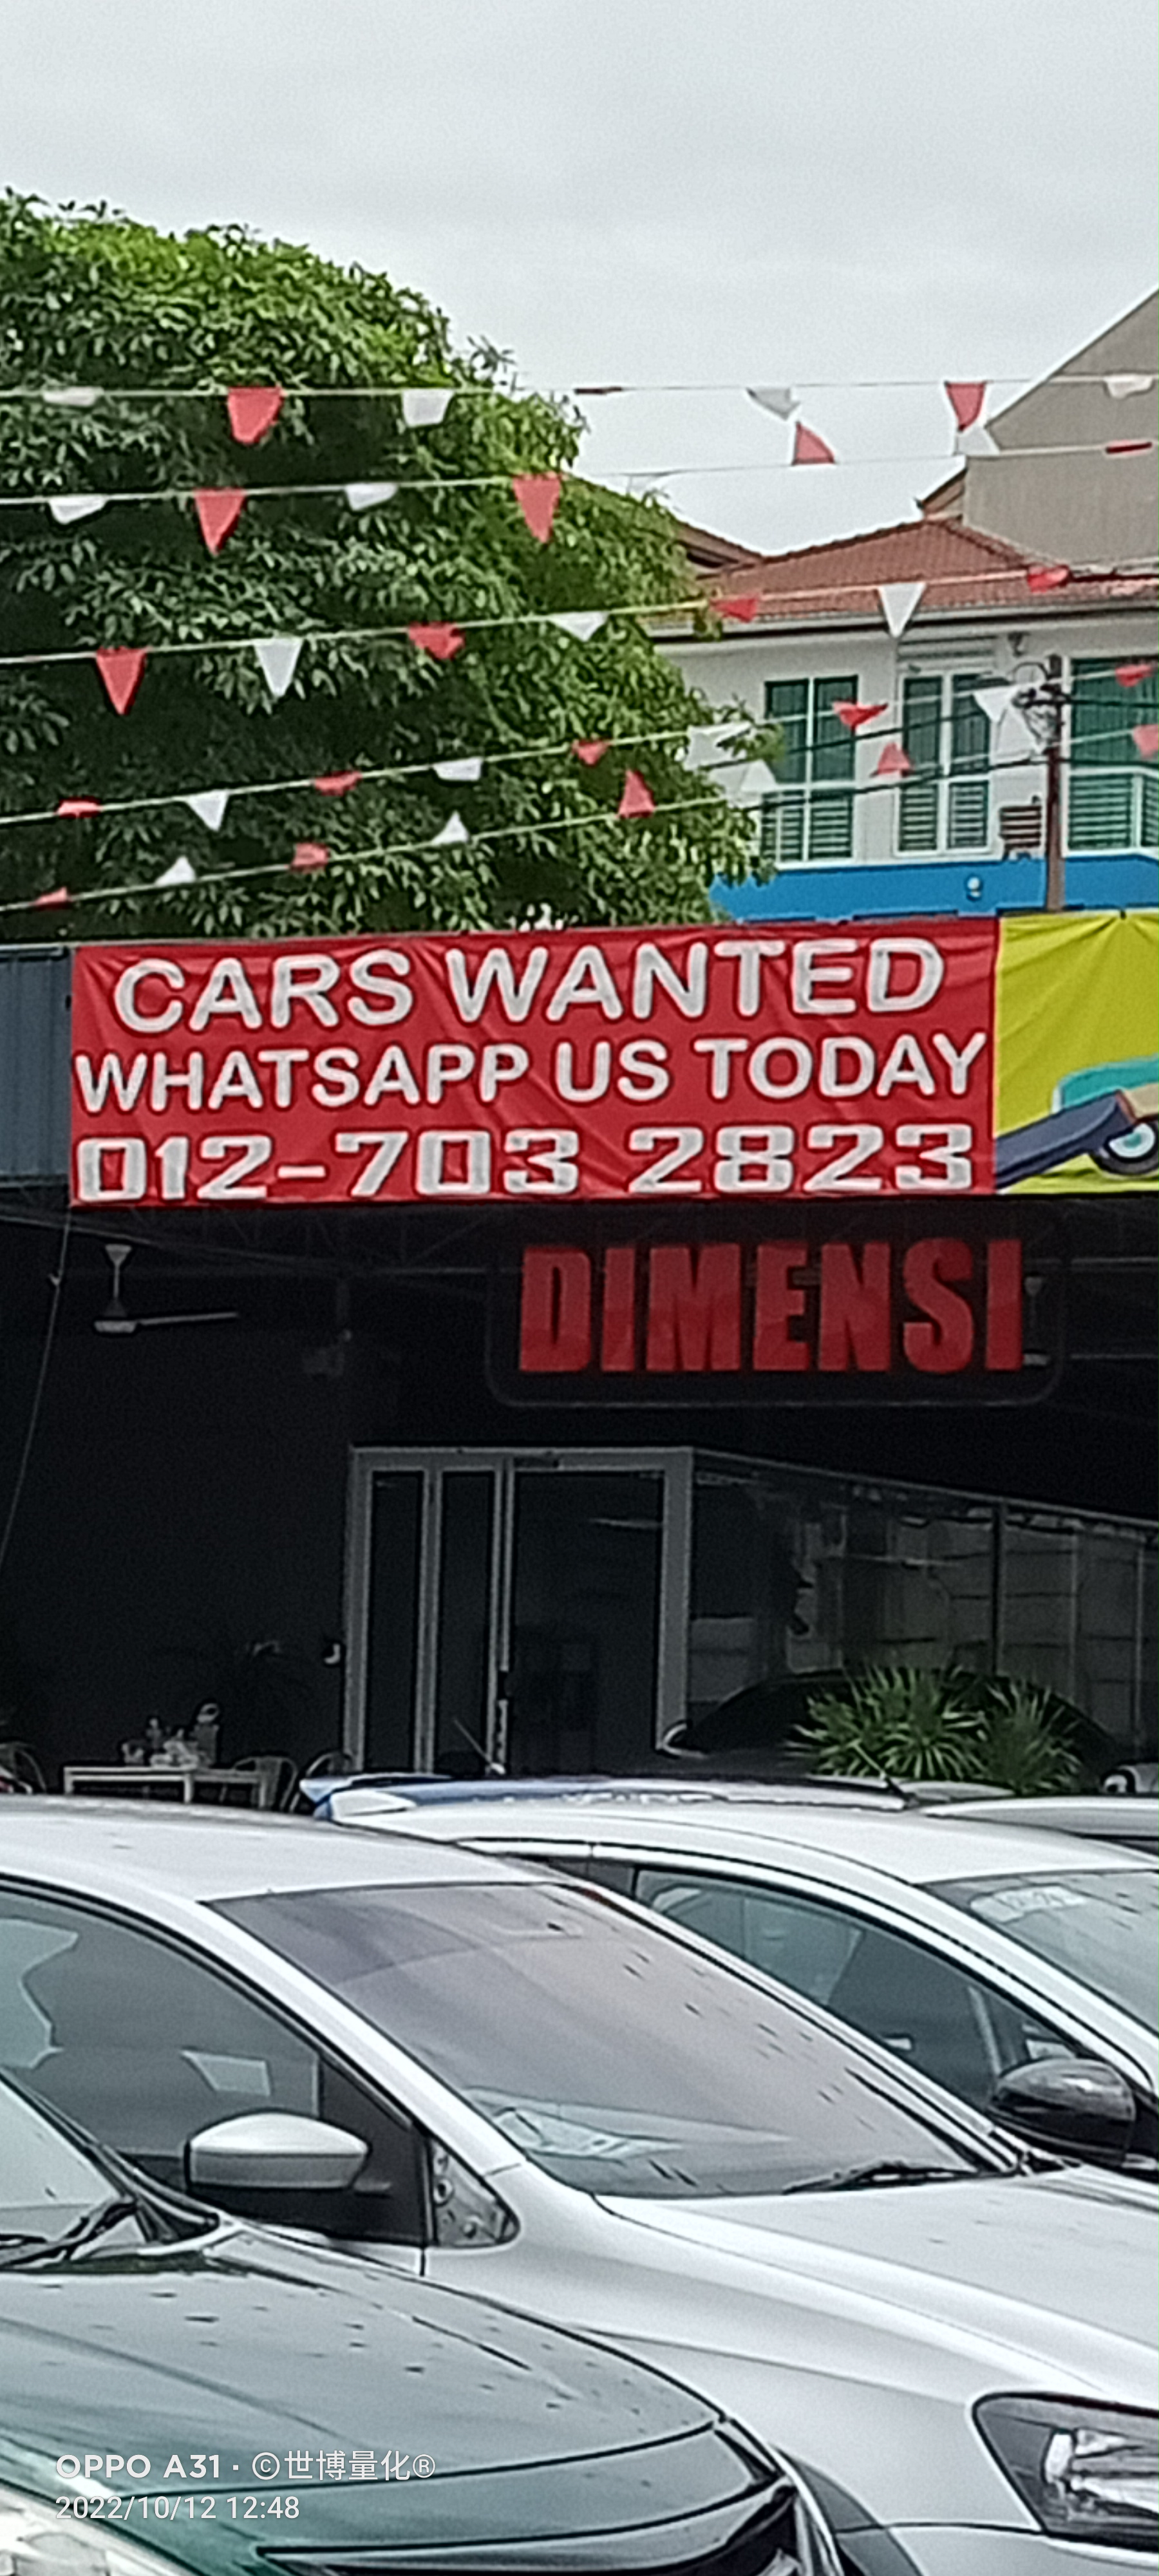 CARS WANTED
WHATSAPP US TODAY
012-703 2823
DIMENSI
OPPO A31 · ©世博量化®
2022/10/12 12:48